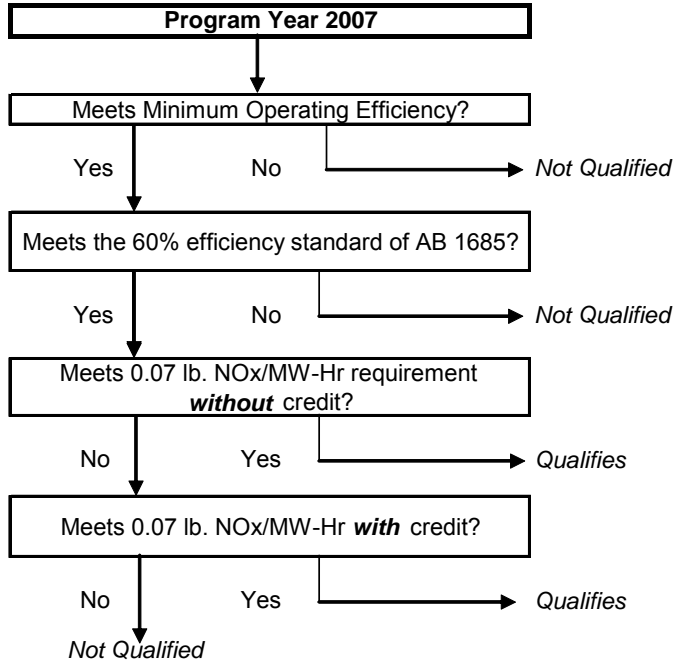 Program Year 2007
Meets Minimum Operating Efficiency?
Yes No Not Qualified
Meets the 60% efficiency standard of AB 1685?
Yes No Not Qualified
Meets 0.07 lb. NOx/MW-Hr requirement
without credit?
No Yes Qualifies
Meets 0.07 lb. NOx/MW-Hr with credit?
No Yes Qualifies
Not Qualified